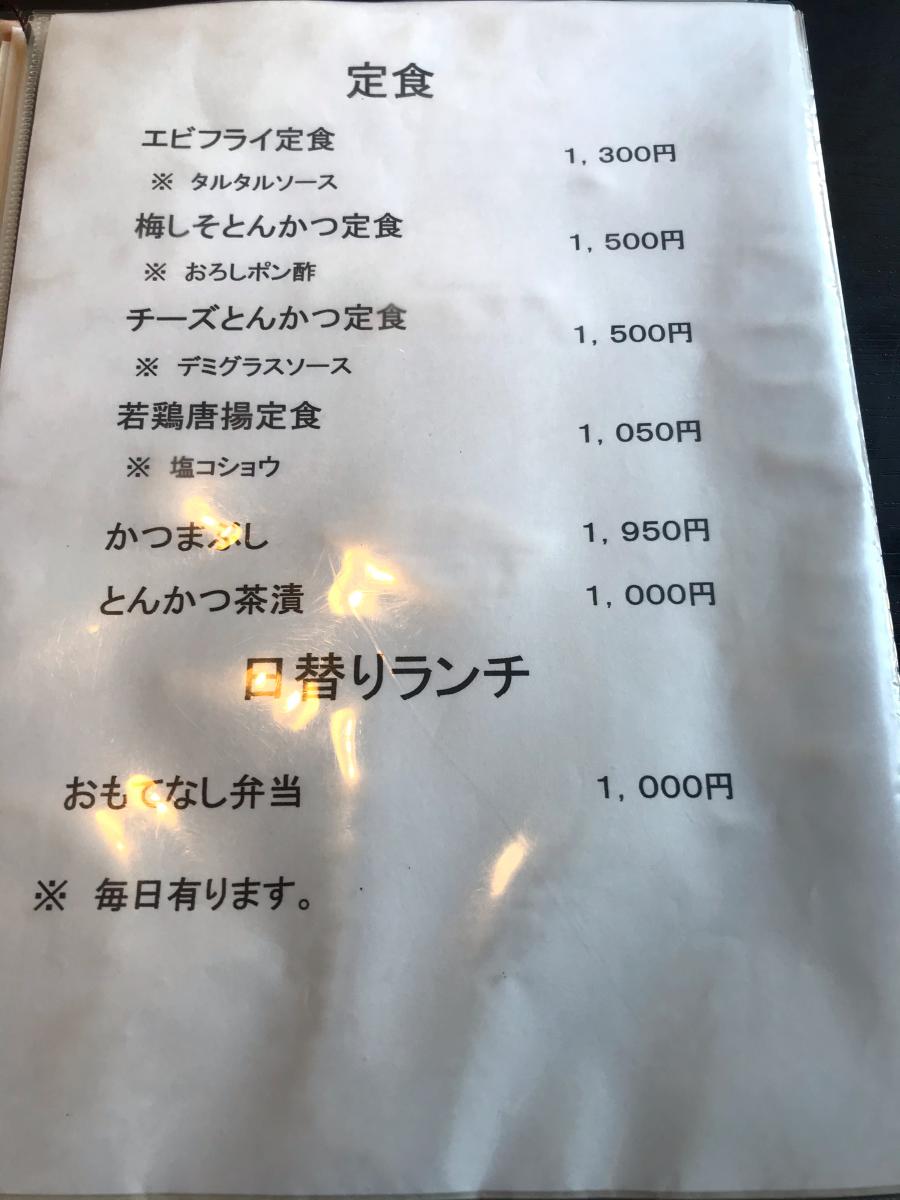 定食
エビフライ定食 1,300円
※ タルタルソース
梅しそとんかつ定食 1,500円
※ おろしポン酢
チーズとんかつ定食 1,500円
※ デミグラスソース
若鶏唐揚定食 1,050円
※ 塩コショウ
かつまぶし 1,950円
とんかつ茶漬 1,000円
日替りランチ
おもてなし弁当 1,000円
※ 毎日有ります。